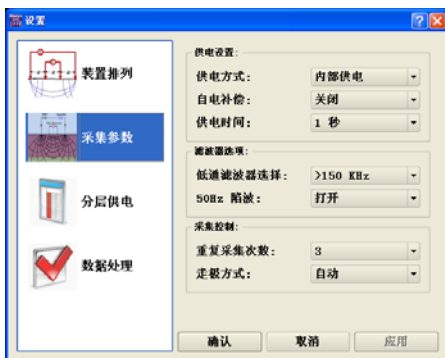 设置
装置排列
采集参数
分层供电
数据处理
供电设置:
供电方式: 内部供电
自电补偿: 关闭
供电时间: 1 秒
滤波器选项:
低通滤波器选择: >150 KHz
50Hz 陷波: 打开
采集控制:
重复采集次数: 3
走极方式: 自动
确认 取消 应用